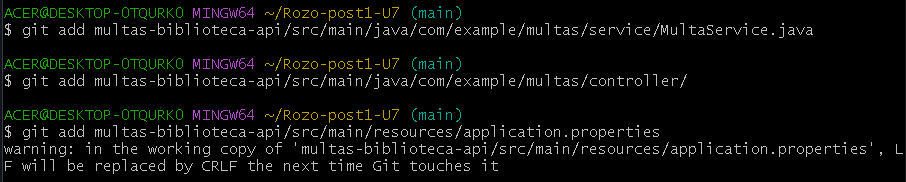 ACER@DESKTOP-OTQURKO MINGW64 ~/Rozo-post1-U7 (main)
$ git add multas-biblioteca-api/src/main/java/com/example/multas/service/MultaService.java
ACER@DESKTOP-OTQURKO MINGW64 ~/Rozo-post1-U7 (main)
$ git add multas-biblioteca-api/src/main/java/com/example/multas/controller/
ACER@DESKTOP-OTQURKO MINGW64 ~/Rozo-post1-U7 (main)
$ git add multas-biblioteca-api/src/main/resources/application.properties
warning: in the working copy of 'multas-biblioteca-api/src/main/resources/application.properties', L
F will be replaced by CRLF the next time Git touches it